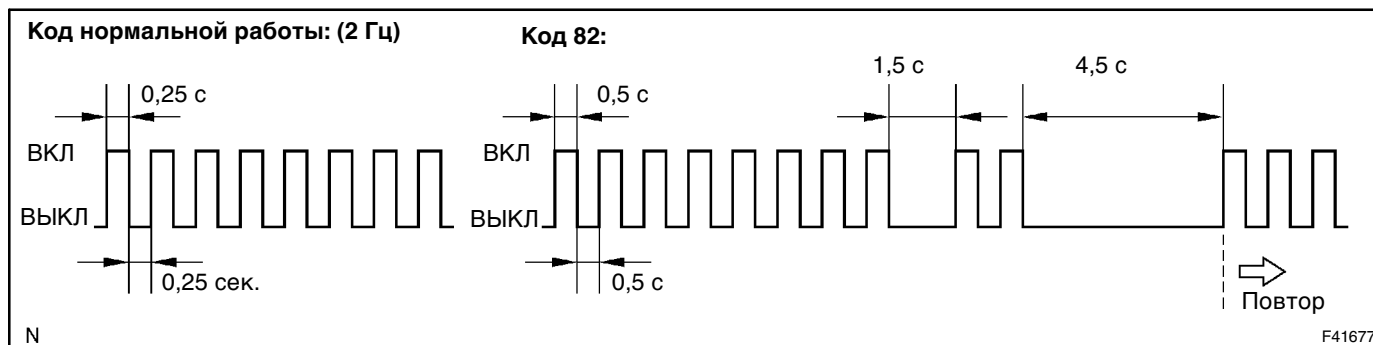 Код нормальной работы: (2 Гц)
Код 82:
1,5 с
4,5 с
0,25 с
0,5 с
ВКЛ
ВКЛ
ВЫКЛ
ВЫКЛ
0,25 сек.
0,5 с
Повтор
N
F41677